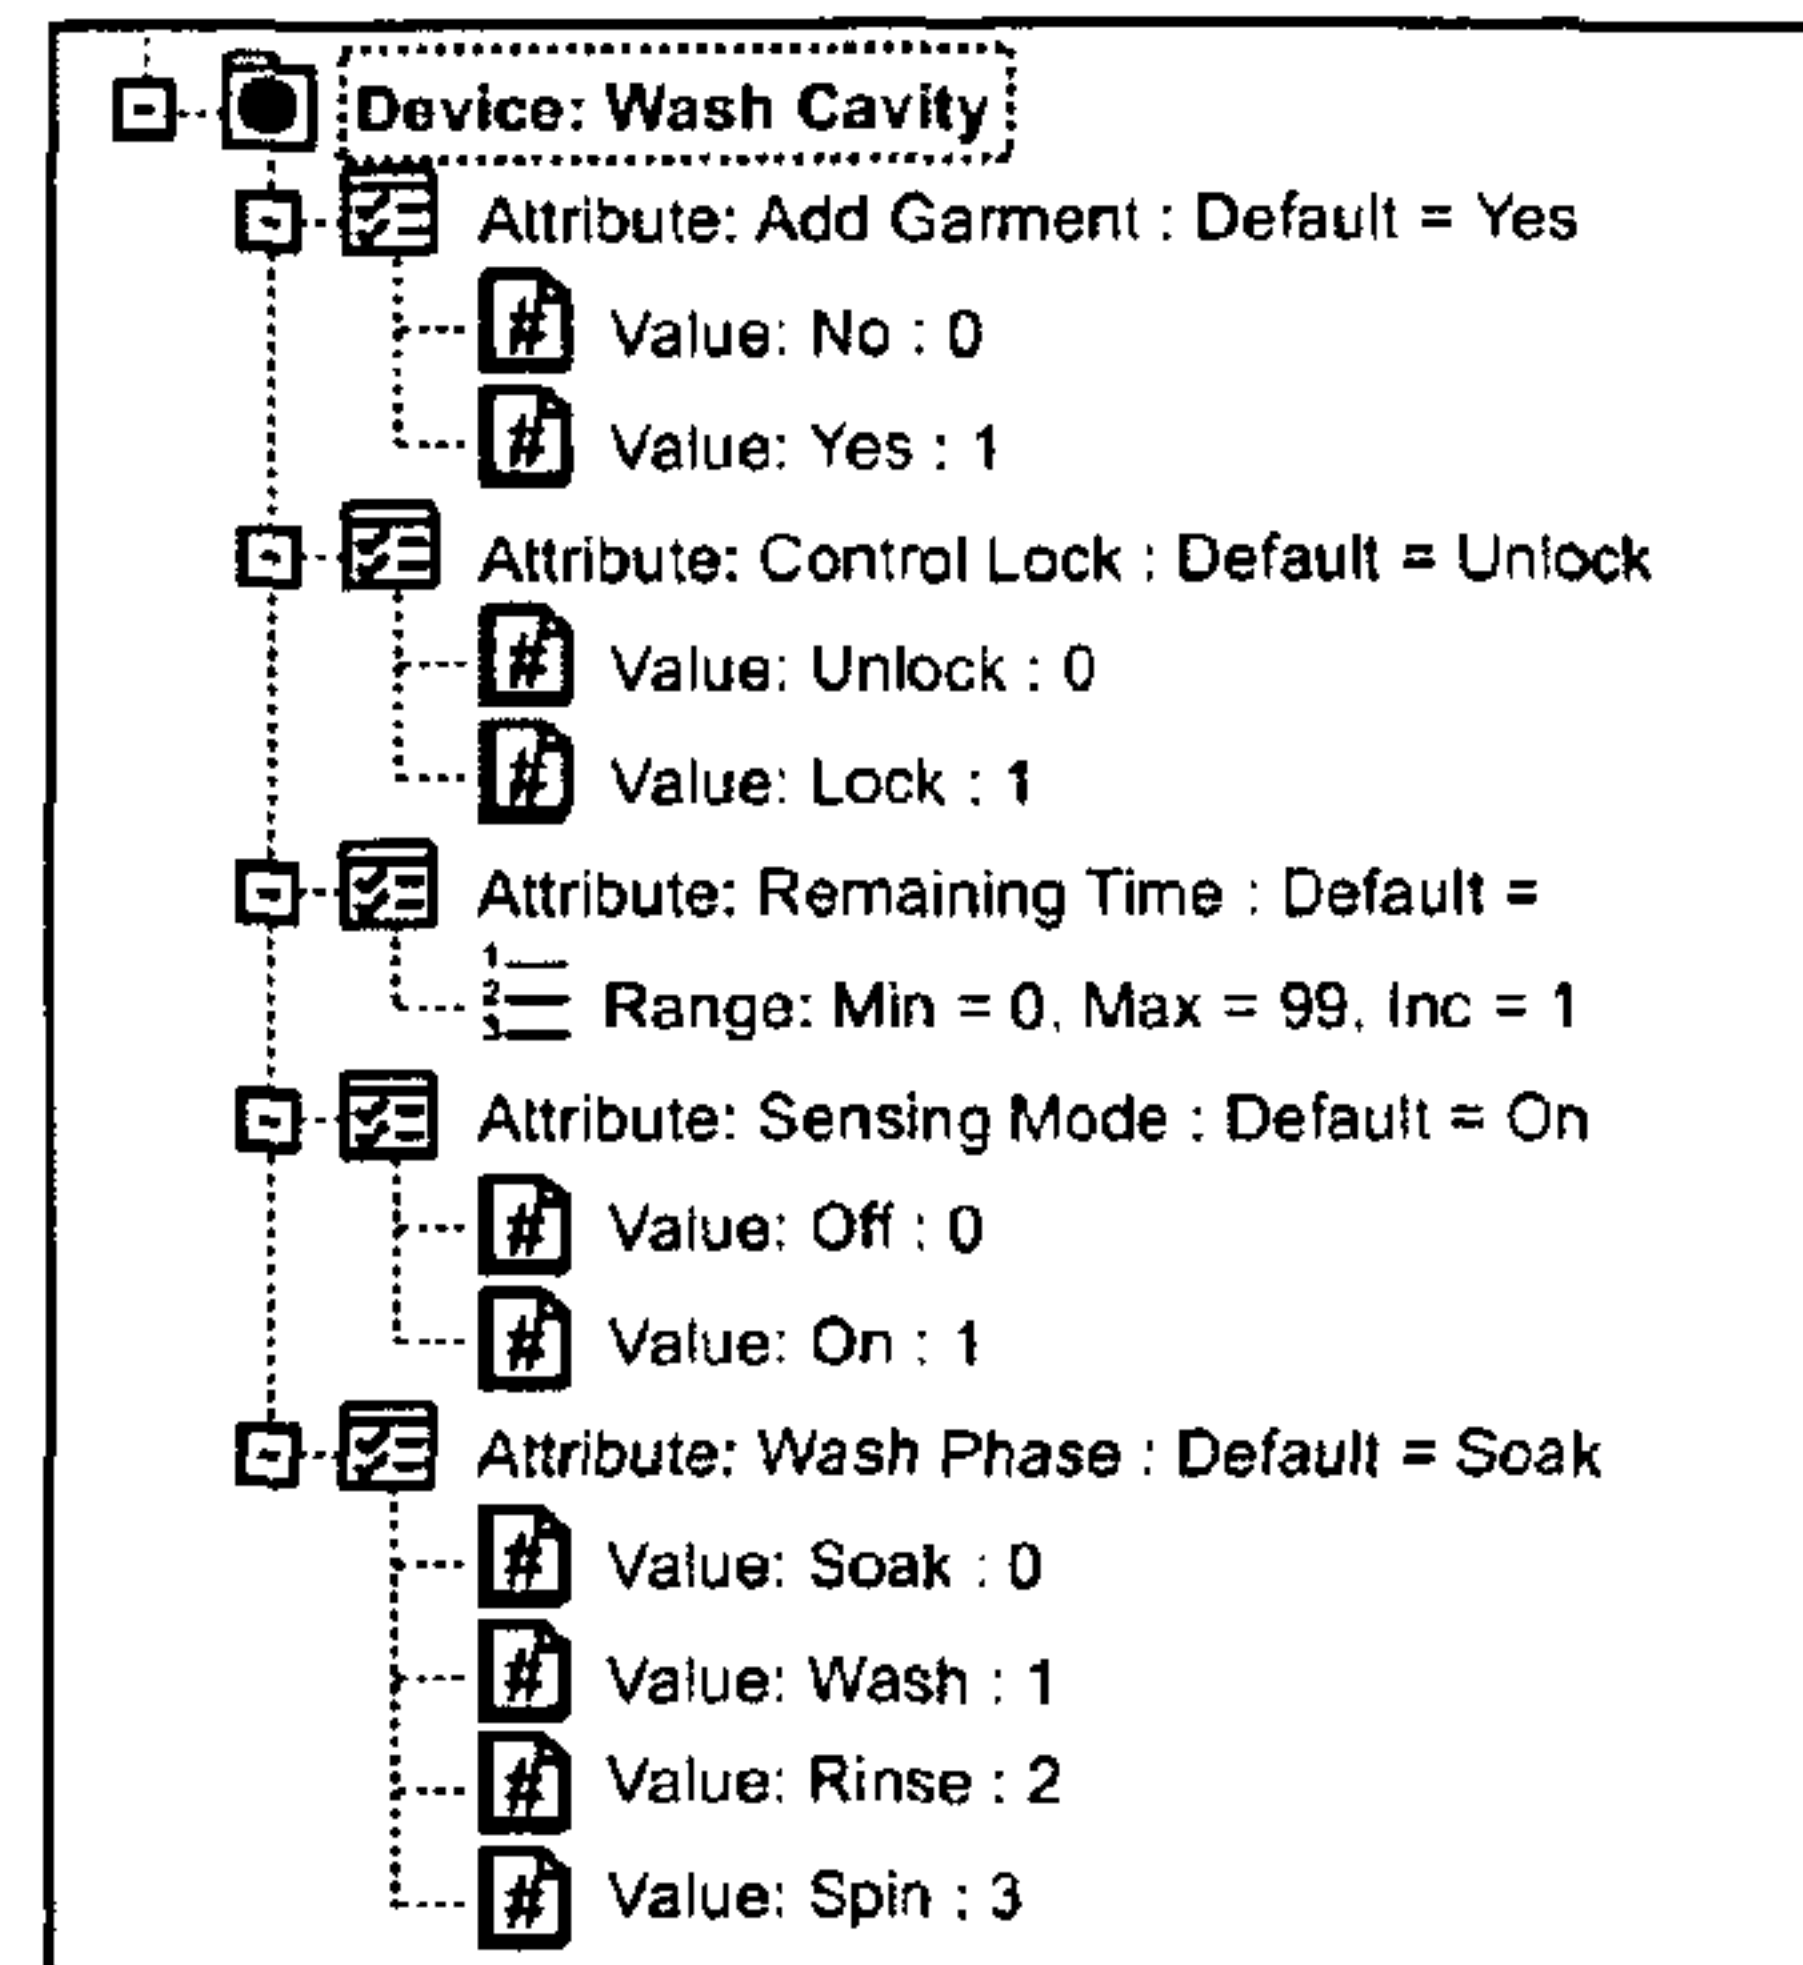 Device: Wash Cavity
Attribute: Add Garment : Default = Yes
# Value: No : 0
# Value: Yes : 1
Attribute: Control Lock : Default = Unlock
# Value: Unlock : 0
# Value: Lock : 1
Attribute: Remaining Time : Default =
1 2 3 Range: Min = 0, Max = 99, Inc = 1
Attribute: Sensing Mode : Default = On
# Value: Off : 0
# Value: On : 1
Attribute: Wash Phase : Default = Soak
# Value: Soak : 0
# Value: Wash : 1
# Value: Rinse : 2
# Value: Spin : 3